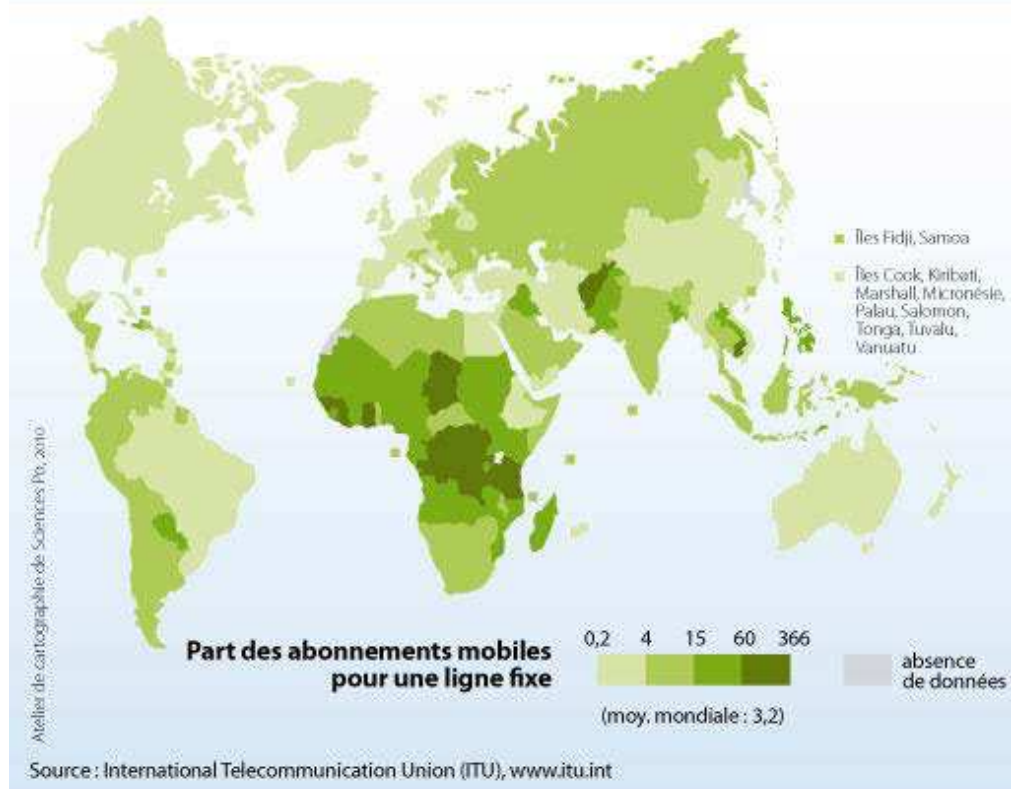 Îles Fidji, Samoa
Îles Cook, Kiribati,
Marshall, Micronésie,
Palau, Salomon,
Tonga, Tuvalu,
Vanuatu
Atelier de cartographie de Sciences Po, 2010
Part des abonnements mobiles
pour une ligne fixe
0,2 4 15 60 366
(moy. mondiale : 3,2)
absence
de données
Source : International Telecommunication Union (ITU), www.itu.int